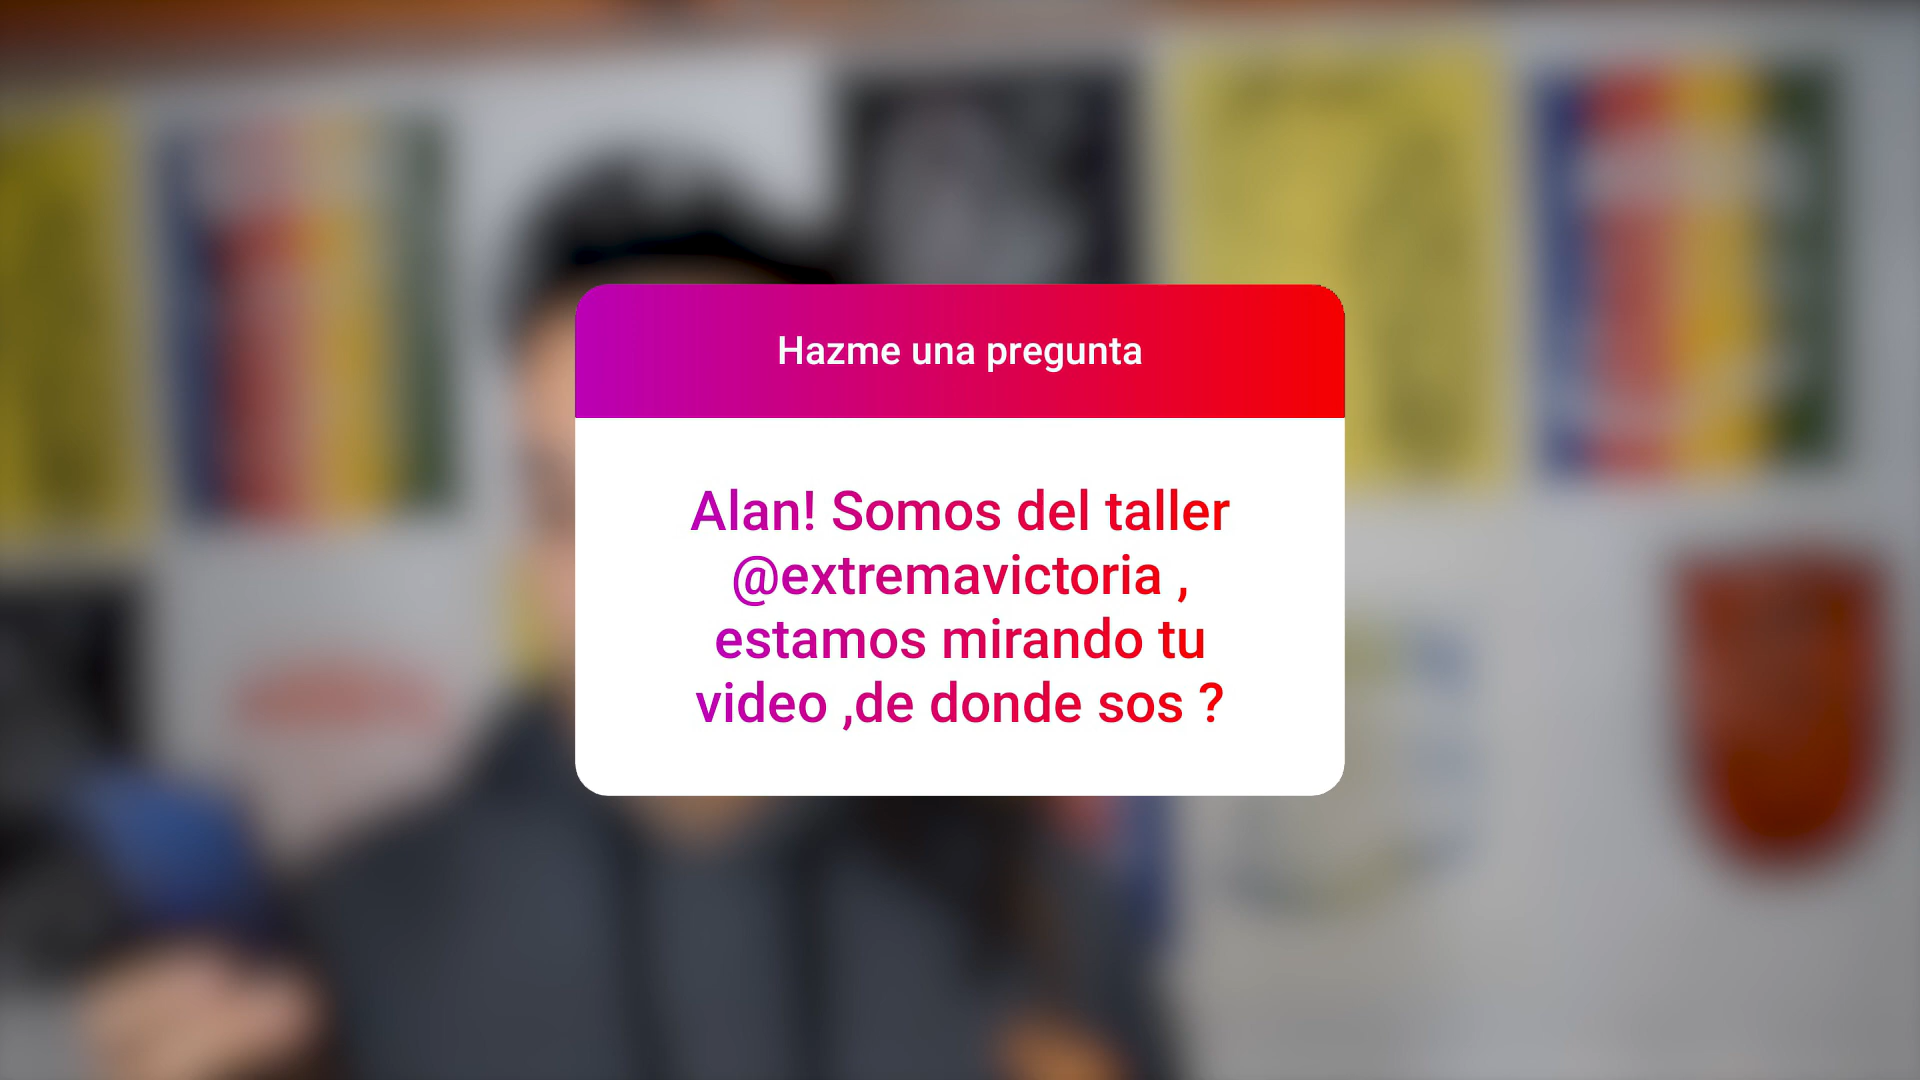 Hazme una pregunta
Alan! Somos del taller
@extremavictoria ,
estamos mirando tu
video ,de donde sos ?